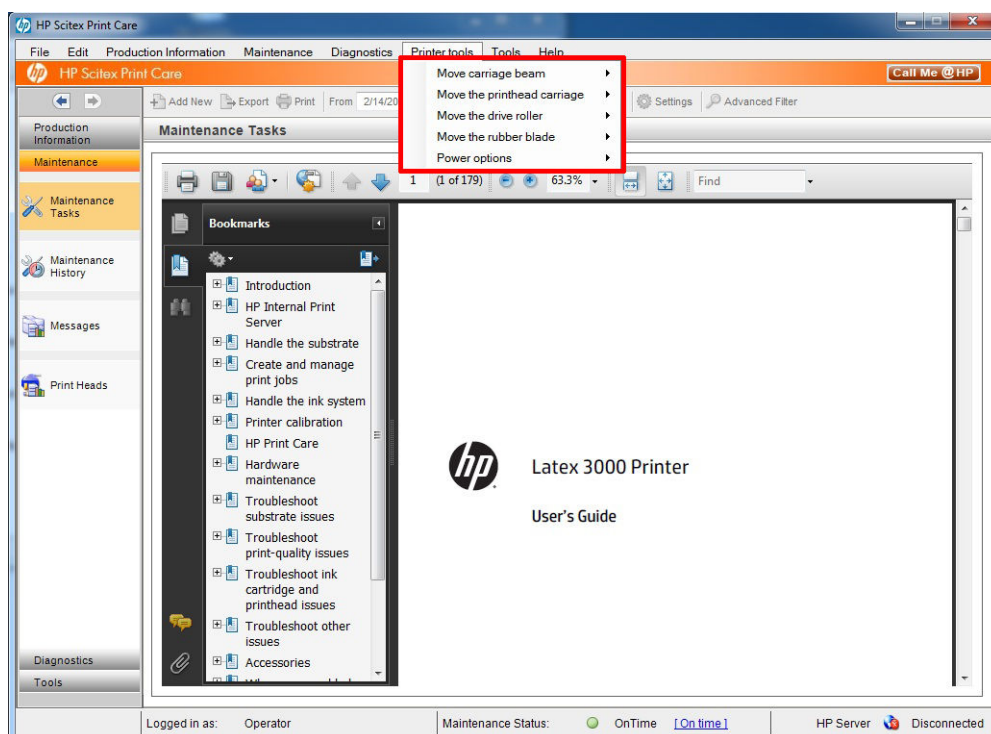 HP Scitex Print Care
File Edit Production Information Maintenance Diagnostics Printer tools Tools Help
HP Scitex Print Care
Call Me @ HP
Move carriage beam
Move the printhead carriage
Move the drive roller
Move the rubber blade
Power options
Add New Export Print From 2/14/20 Settings Advanced Filter
Production
Information
Maintenance
Maintenance
Tasks
Maintenance
History
Messages
Print Heads
Diagnostics
Tools
Maintenance Tasks
1 (1 of 179) 63.3% Find
Bookmarks
Introduction
HP Internal Print
Server
Handle the substrate
Create and manage
print jobs
Handle the ink system
Printer calibration
HP Print Care
Hardware
maintenance
Troubleshoot
substrate issues
Troubleshoot
print-quality issues
Troubleshoot ink
cartridge and
printhead issues
Troubleshoot other
issues
Accessories
hp
Latex 3000 Printer
User's Guide
Logged in as: Operator Maintenance Status: OnTime [ On time ] HP Server Disconnected